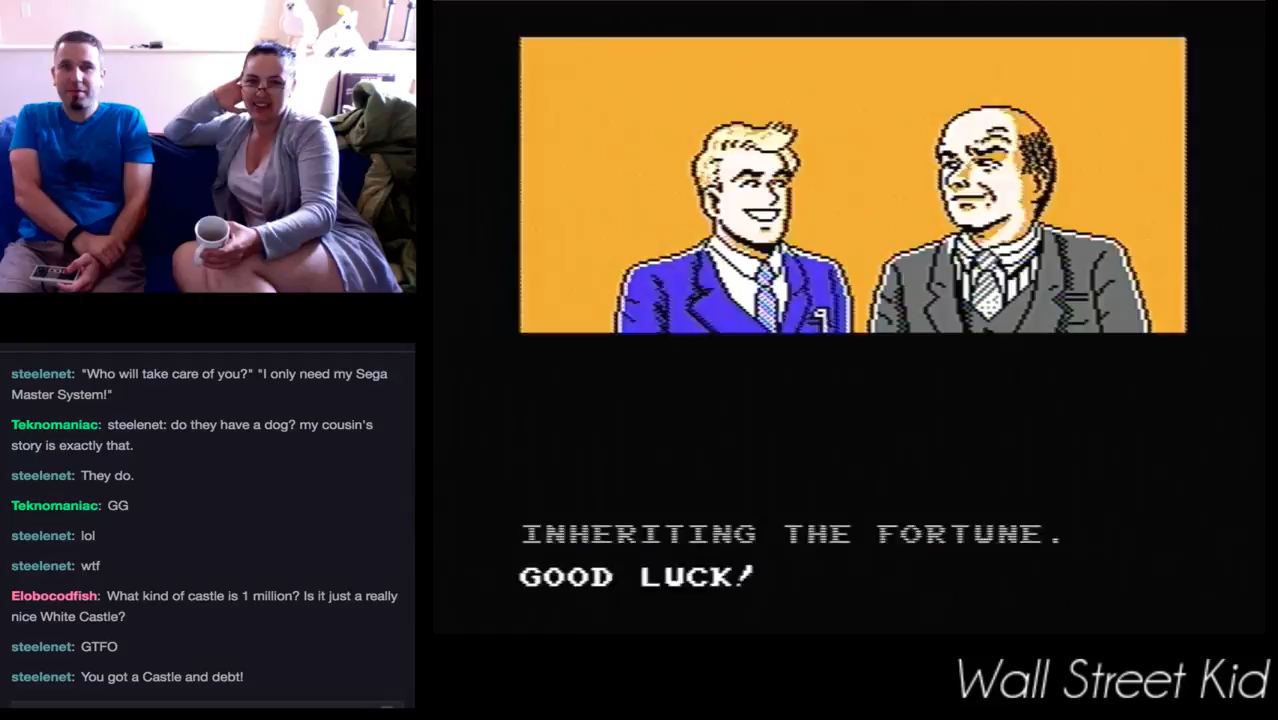 steelenet: "Who will take care of you?" "I only need my Sega
Master System!"
Teknomaniac: steelenet: do they have a dog? my cousin's
story is exactly that.
steelenet: They do.
Teknomaniac: GG
steelenet: lol
steelenet: wtf
Elobocodfish: What kind of castle is 1 million? Is it just a really
nice White Castle?
steelenet: GTFO
steelenet: You got a Castle and debt!
INHERITING THE FORTUNE.
GOOD LUCK!
Wall Street Kid